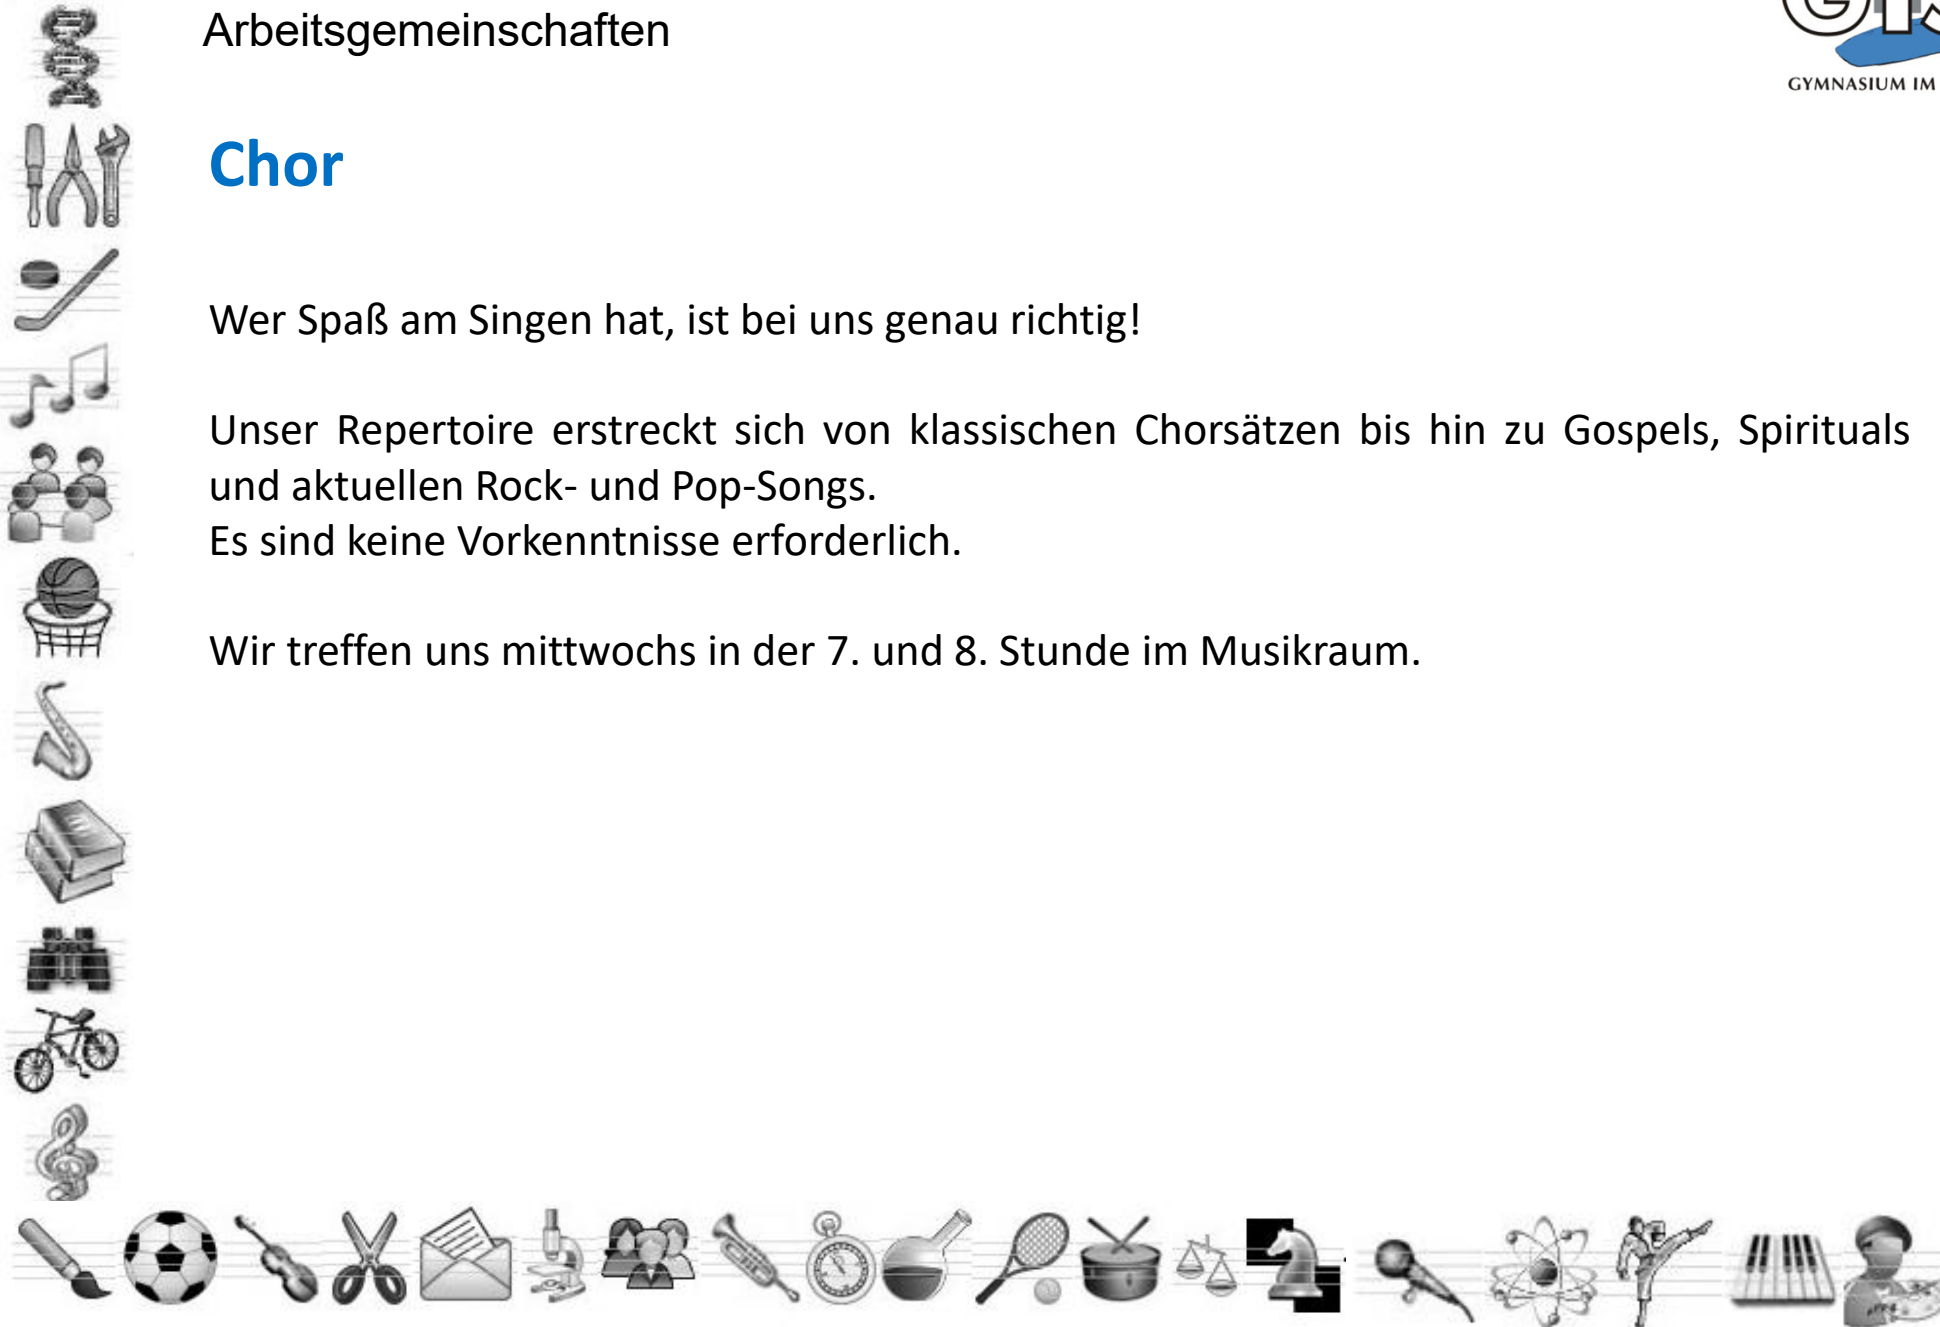 Arbeitsgemeinschaften
GYMNASIUM IM
Chor
Wer Spaß am Singen hat, ist bei uns genau richtig!
Unser Repertoire erstreckt sich von klassischen Chorsätzen bis hin zu Gospels, Spirituals
und aktuellen Rock- und Pop-Songs.
Es sind keine Vorkenntnisse erforderlich.
Wir treffen uns mittwochs in der 7. und 8. Stunde im Musikraum.